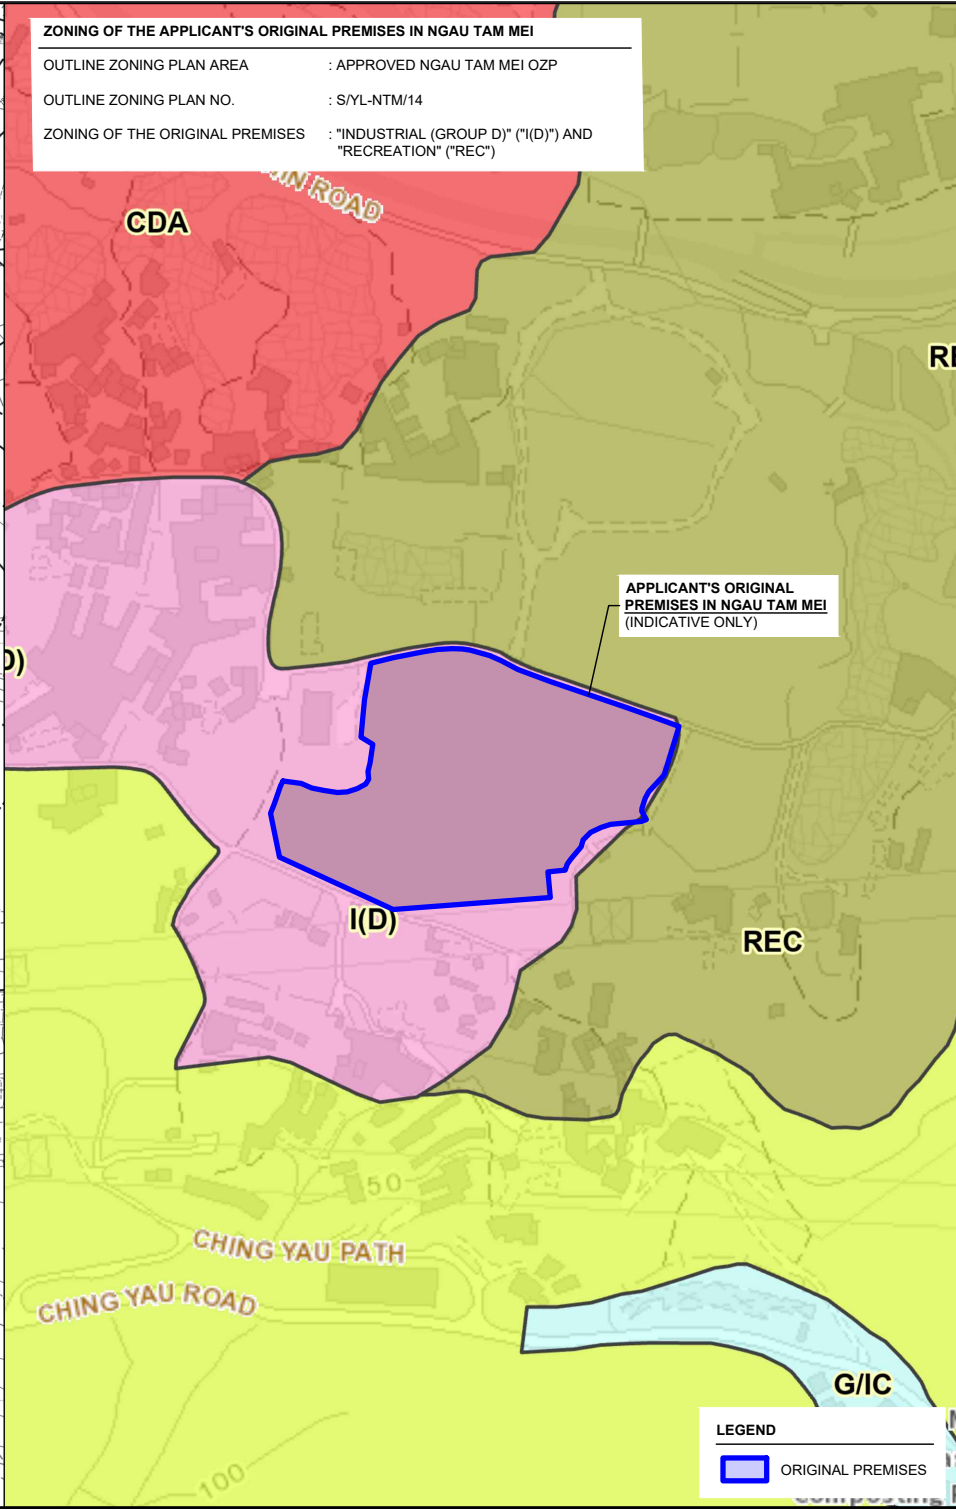 ZONING OF THE APPLICANT'S ORIGINAL PREMISES IN NGAU TAM MEI
OUTLINE ZONING PLAN AREA : APPROVED NGAU TAM MEI OZP
OUTLINE ZONING PLAN NO. : S/YL-NTM/14
ZONING OF THE ORIGINAL PREMISES : "INDUSTRIAL (GROUP D)" ("I(D)") AND
"RECREATION" ("REC")
ROAD
CDA
APPLICANT'S ORIGINAL
PREMISES IN NGAU TAM MEI
(INDICATIVE ONLY)
D)
I(D)
REC
50
CHING YAU PATH
CHING YAU ROAD
G/IC
100
LEGEND
ORIGINAL PREMISES